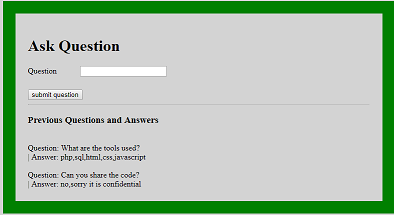 Ask Question
Question
submit question
Previous Questions and Answers
Question: What are the tools used?
| Answer: php,sql,html,css,javascript
Question: Can you share the code?
| Answer: no,sorry it is confidential